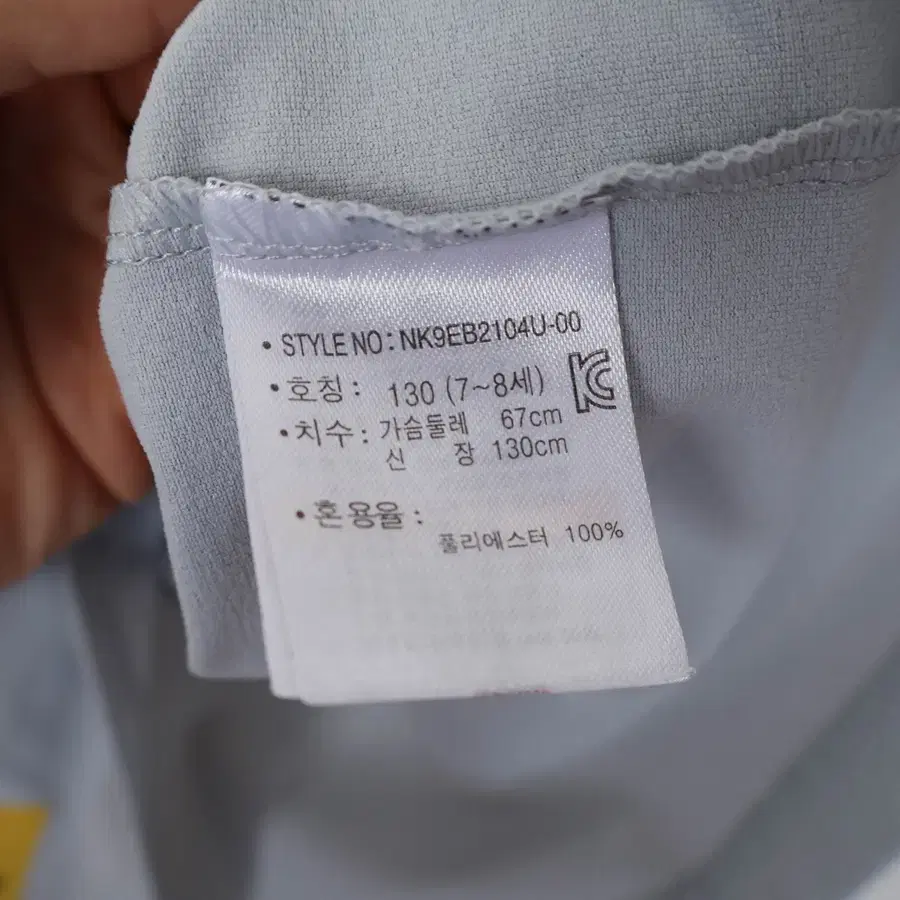 • STYLE NO : NK9EB2104U-00
• 호칭 : 130 (7~8세)
• 치수 : 가슴둘레 67cm
신 장 130cm
• 혼용율 :
폴리에스터 100%